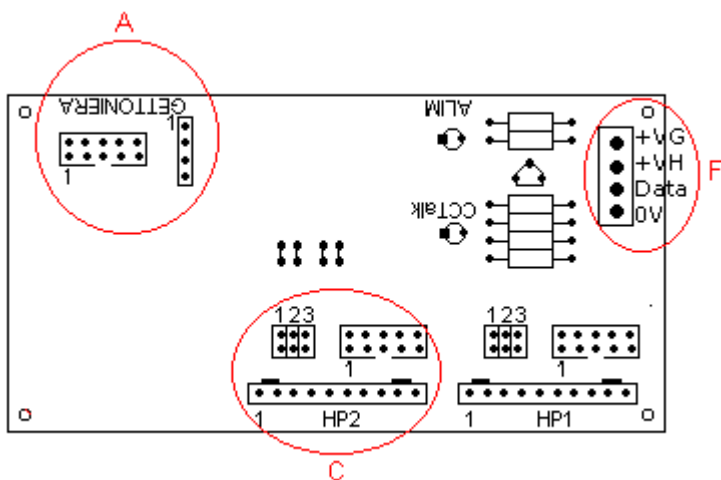 A
GETTONIERA
1
1
ALIM
CCTalk
+VG
+VH
Data
0V
F
123
1
1
HP2
123
1
1
HP1
C